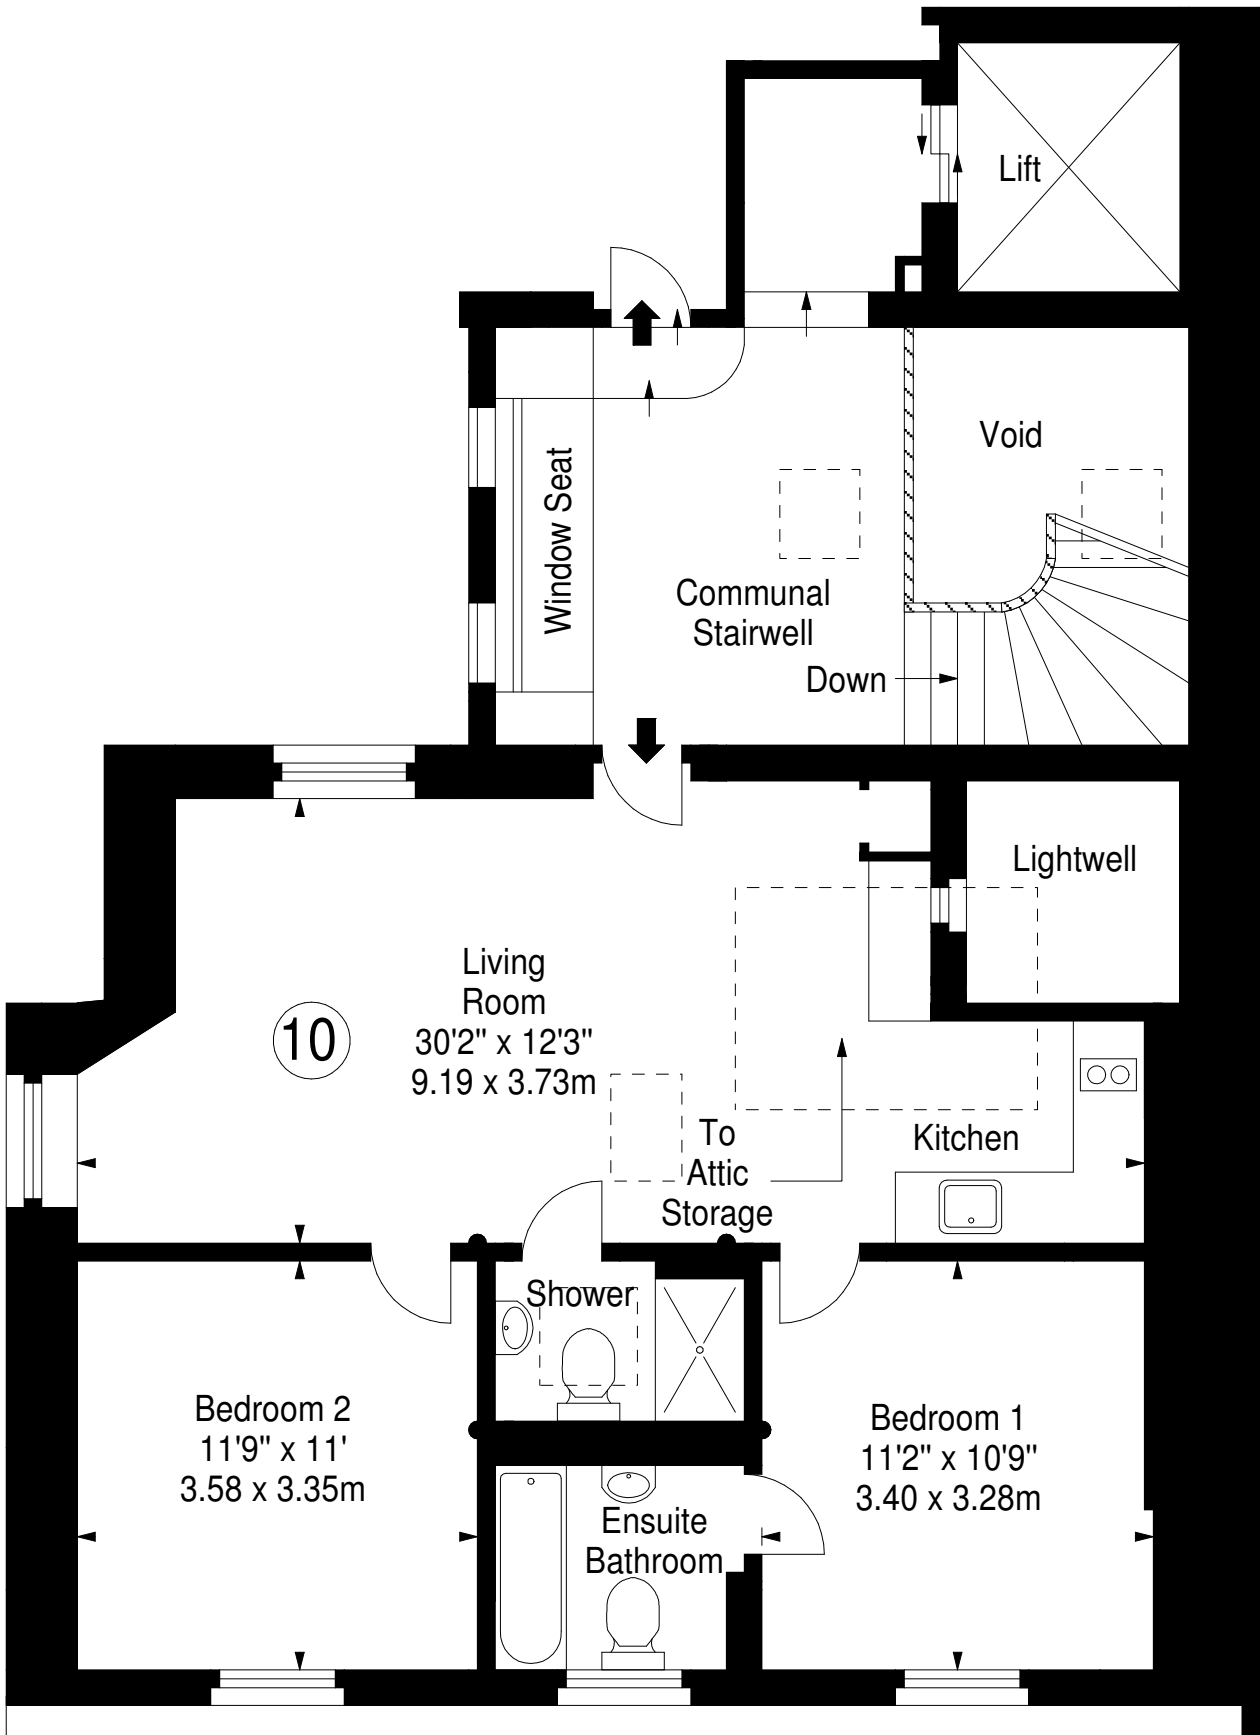 Lift
Void
Window Seat
Communal
Stairwell
Down
Lightwell
Living
Room
30'2" x 12'3"
9.19 x 3.73m
10
To
Attic
Storage
Kitchen
Shower
Bedroom 2
11'9" x 11'
3.58 x 3.35m
Bedroom 1
11'2" x 10'9"
3.40 x 3.28m
Ensuite
Bathroom